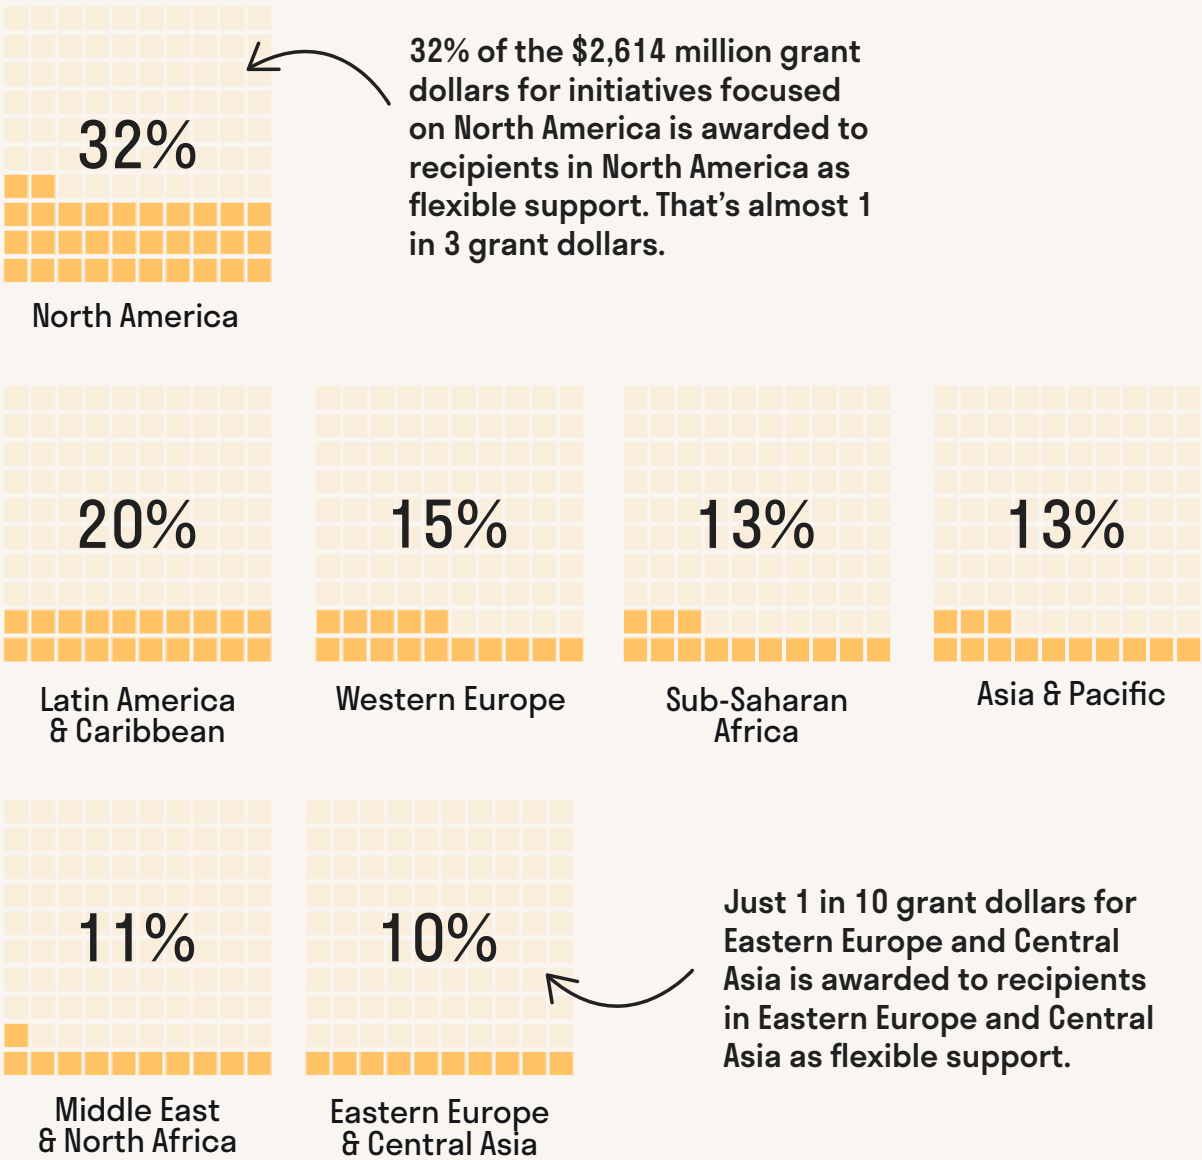 32%
32% of the $2,614 million grant
dollars for initiatives focused
on North America is awarded to
recipients in North America as
flexible support. That’s almost 1
in 3 grant dollars.
North America
20%
15%
13%
13%
Latin America
& Caribbean
Western Europe
Sub-Saharan
Africa
Asia & Pacific
11%
10%
Just 1 in 10 grant dollars for
Eastern Europe and Central
Asia is awarded to recipients
in Eastern Europe and Central
Asia as flexible support.
Middle East
& North Africa
Eastern Europe
& Central Asia